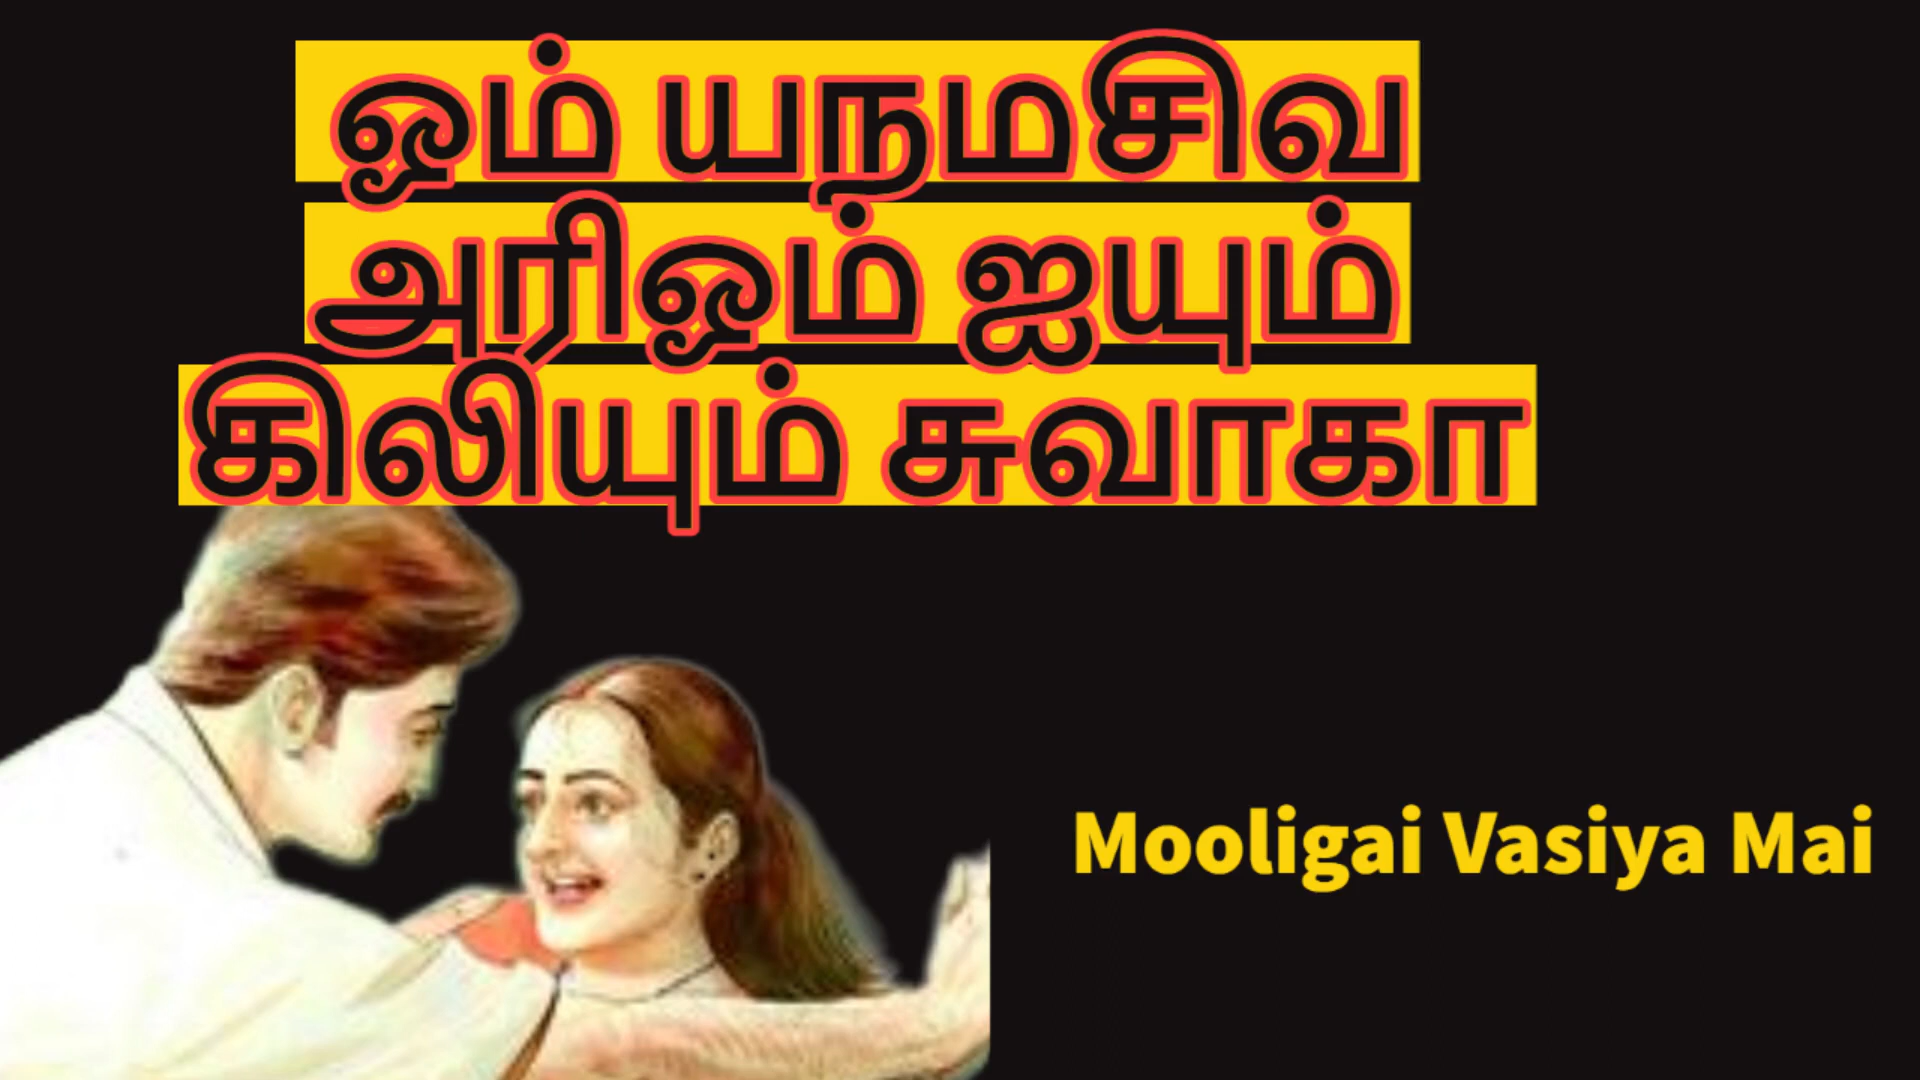 ஓம் யநமசிவ
அரிஓம் ஐயும்
கிலியும் சுவாகா
Mooligai Vasiya Mai